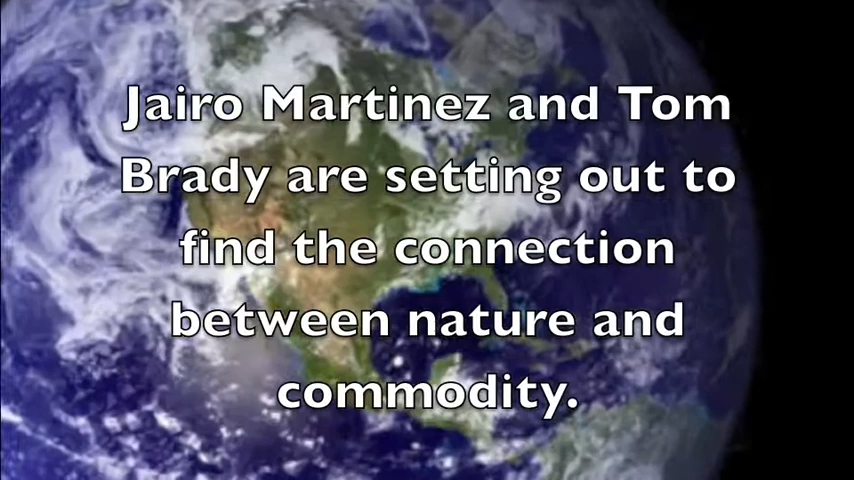 Jairo Martinez and Tom
Brady are setting out to
find the connection
between nature and
commodity.